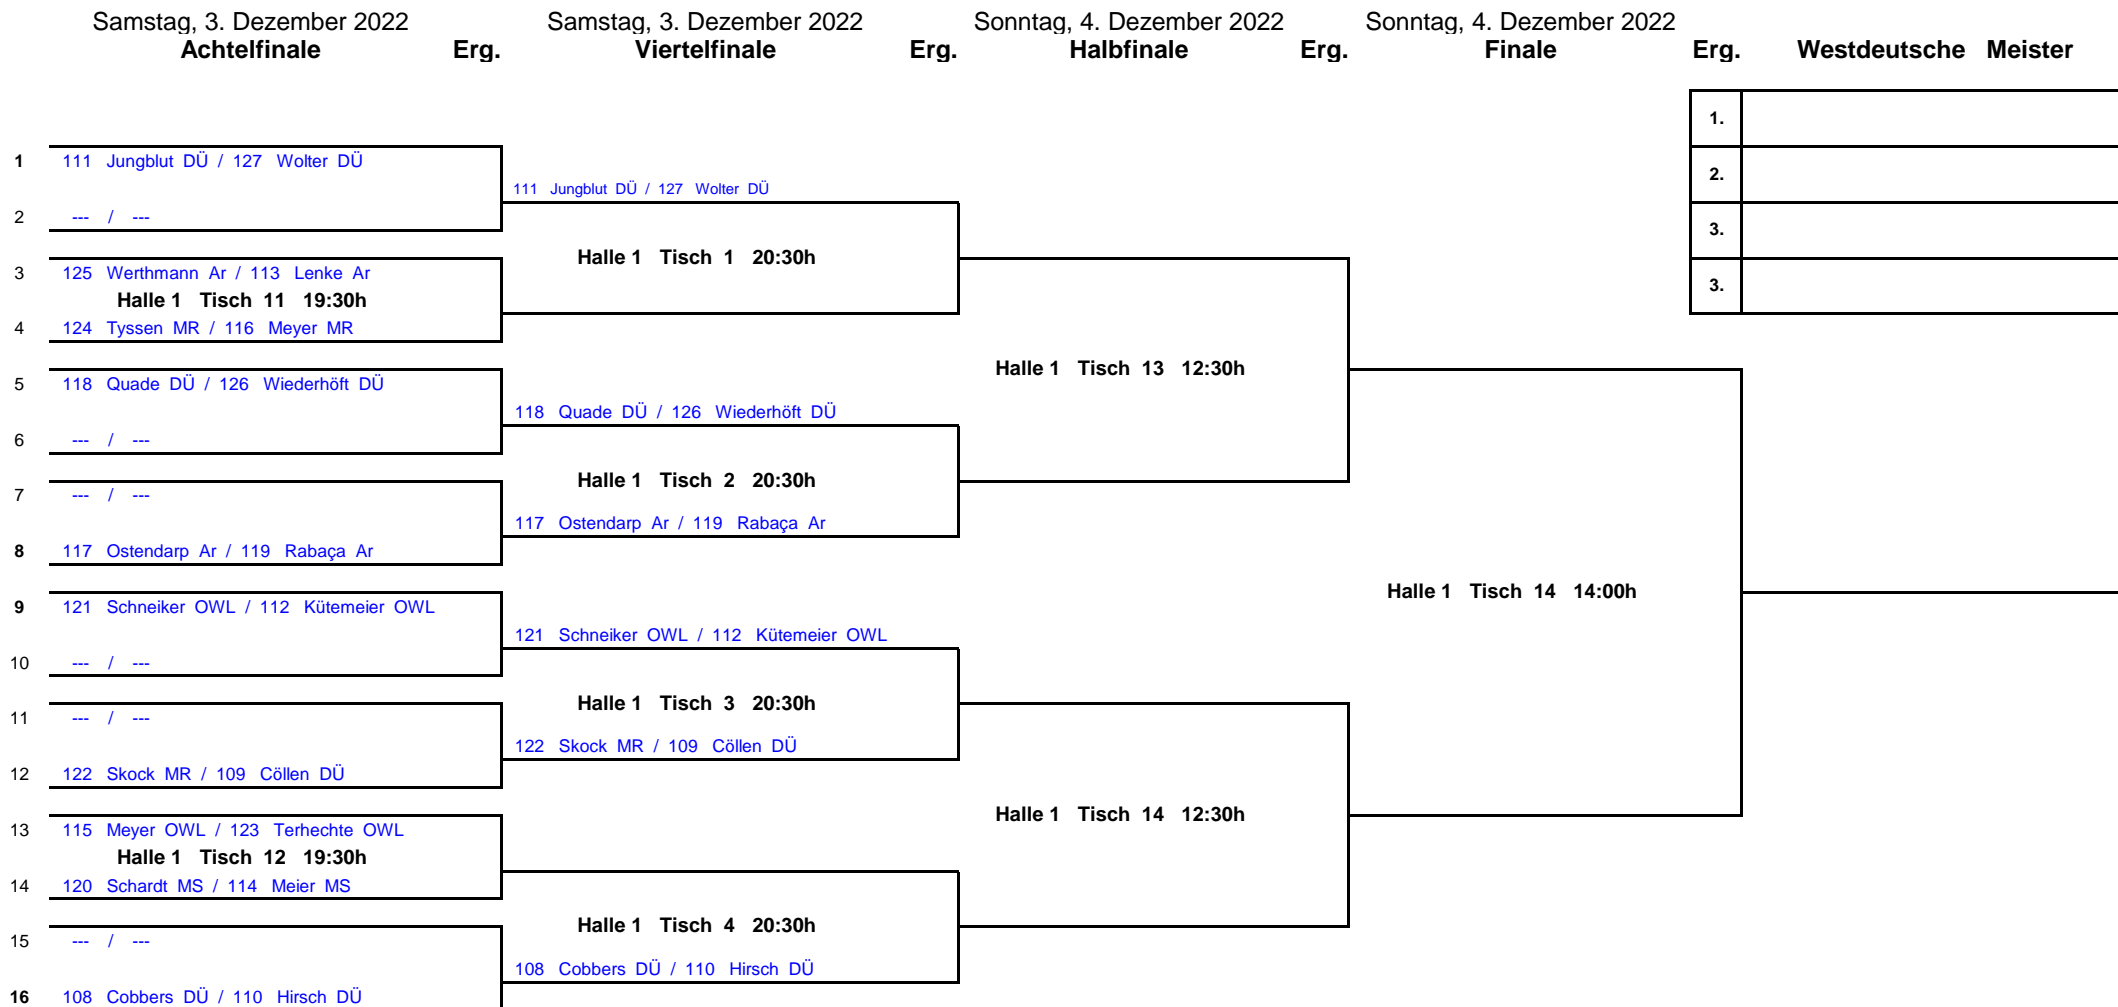 Samstag, 3. Dezember 2022 Samstag, 3. Dezember 2022 Sonntag, 4. Dezember 2022 Sonntag, 4. Dezember 2022
Achtelfinale Erg. Viertelfinale Erg. Halbfinale Erg. Finale Erg. Westdeutsche Meister
1.
1 111 Jungblut DÜ / 127 Wolter DÜ
2.
111 Jungblut DÜ / 127 Wolter DÜ
2 --- / ---
3.
Halle 1 Tisch 1 20:30h
3 125 Werthmann Ar / 113 Lenke Ar
3.
Halle 1 Tisch 11 19:30h
4 124 Tyssen MR / 116 Meyer MR
Halle 1 Tisch 13 12:30h
5 118 Quade DÜ / 126 Wiederhöft DÜ
118 Quade DÜ / 126 Wiederhöft DÜ
6 --- / ---
Halle 1 Tisch 2 20:30h
7 --- / ---
117 Ostendarp Ar / 119 Rabaça Ar
8 117 Ostendarp Ar / 119 Rabaça Ar
Halle 1 Tisch 14 14:00h
9 121 Schneiker OWL / 112 Kütemeier OWL
121 Schneiker OWL / 112 Kütemeier OWL
10 --- / ---
Halle 1 Tisch 3 20:30h
11 --- / ---
122 Skock MR / 109 Cöllen DÜ
12 122 Skock MR / 109 Cöllen DÜ
Halle 1 Tisch 14 12:30h
13 115 Meyer OWL / 123 Terhechte OWL
Halle 1 Tisch 12 19:30h
14 120 Schardt MS / 114 Meier MS
Halle 1 Tisch 4 20:30h
15 --- / ---
108 Cobbers DÜ / 110 Hirsch DÜ
16 108 Cobbers DÜ / 110 Hirsch DÜ